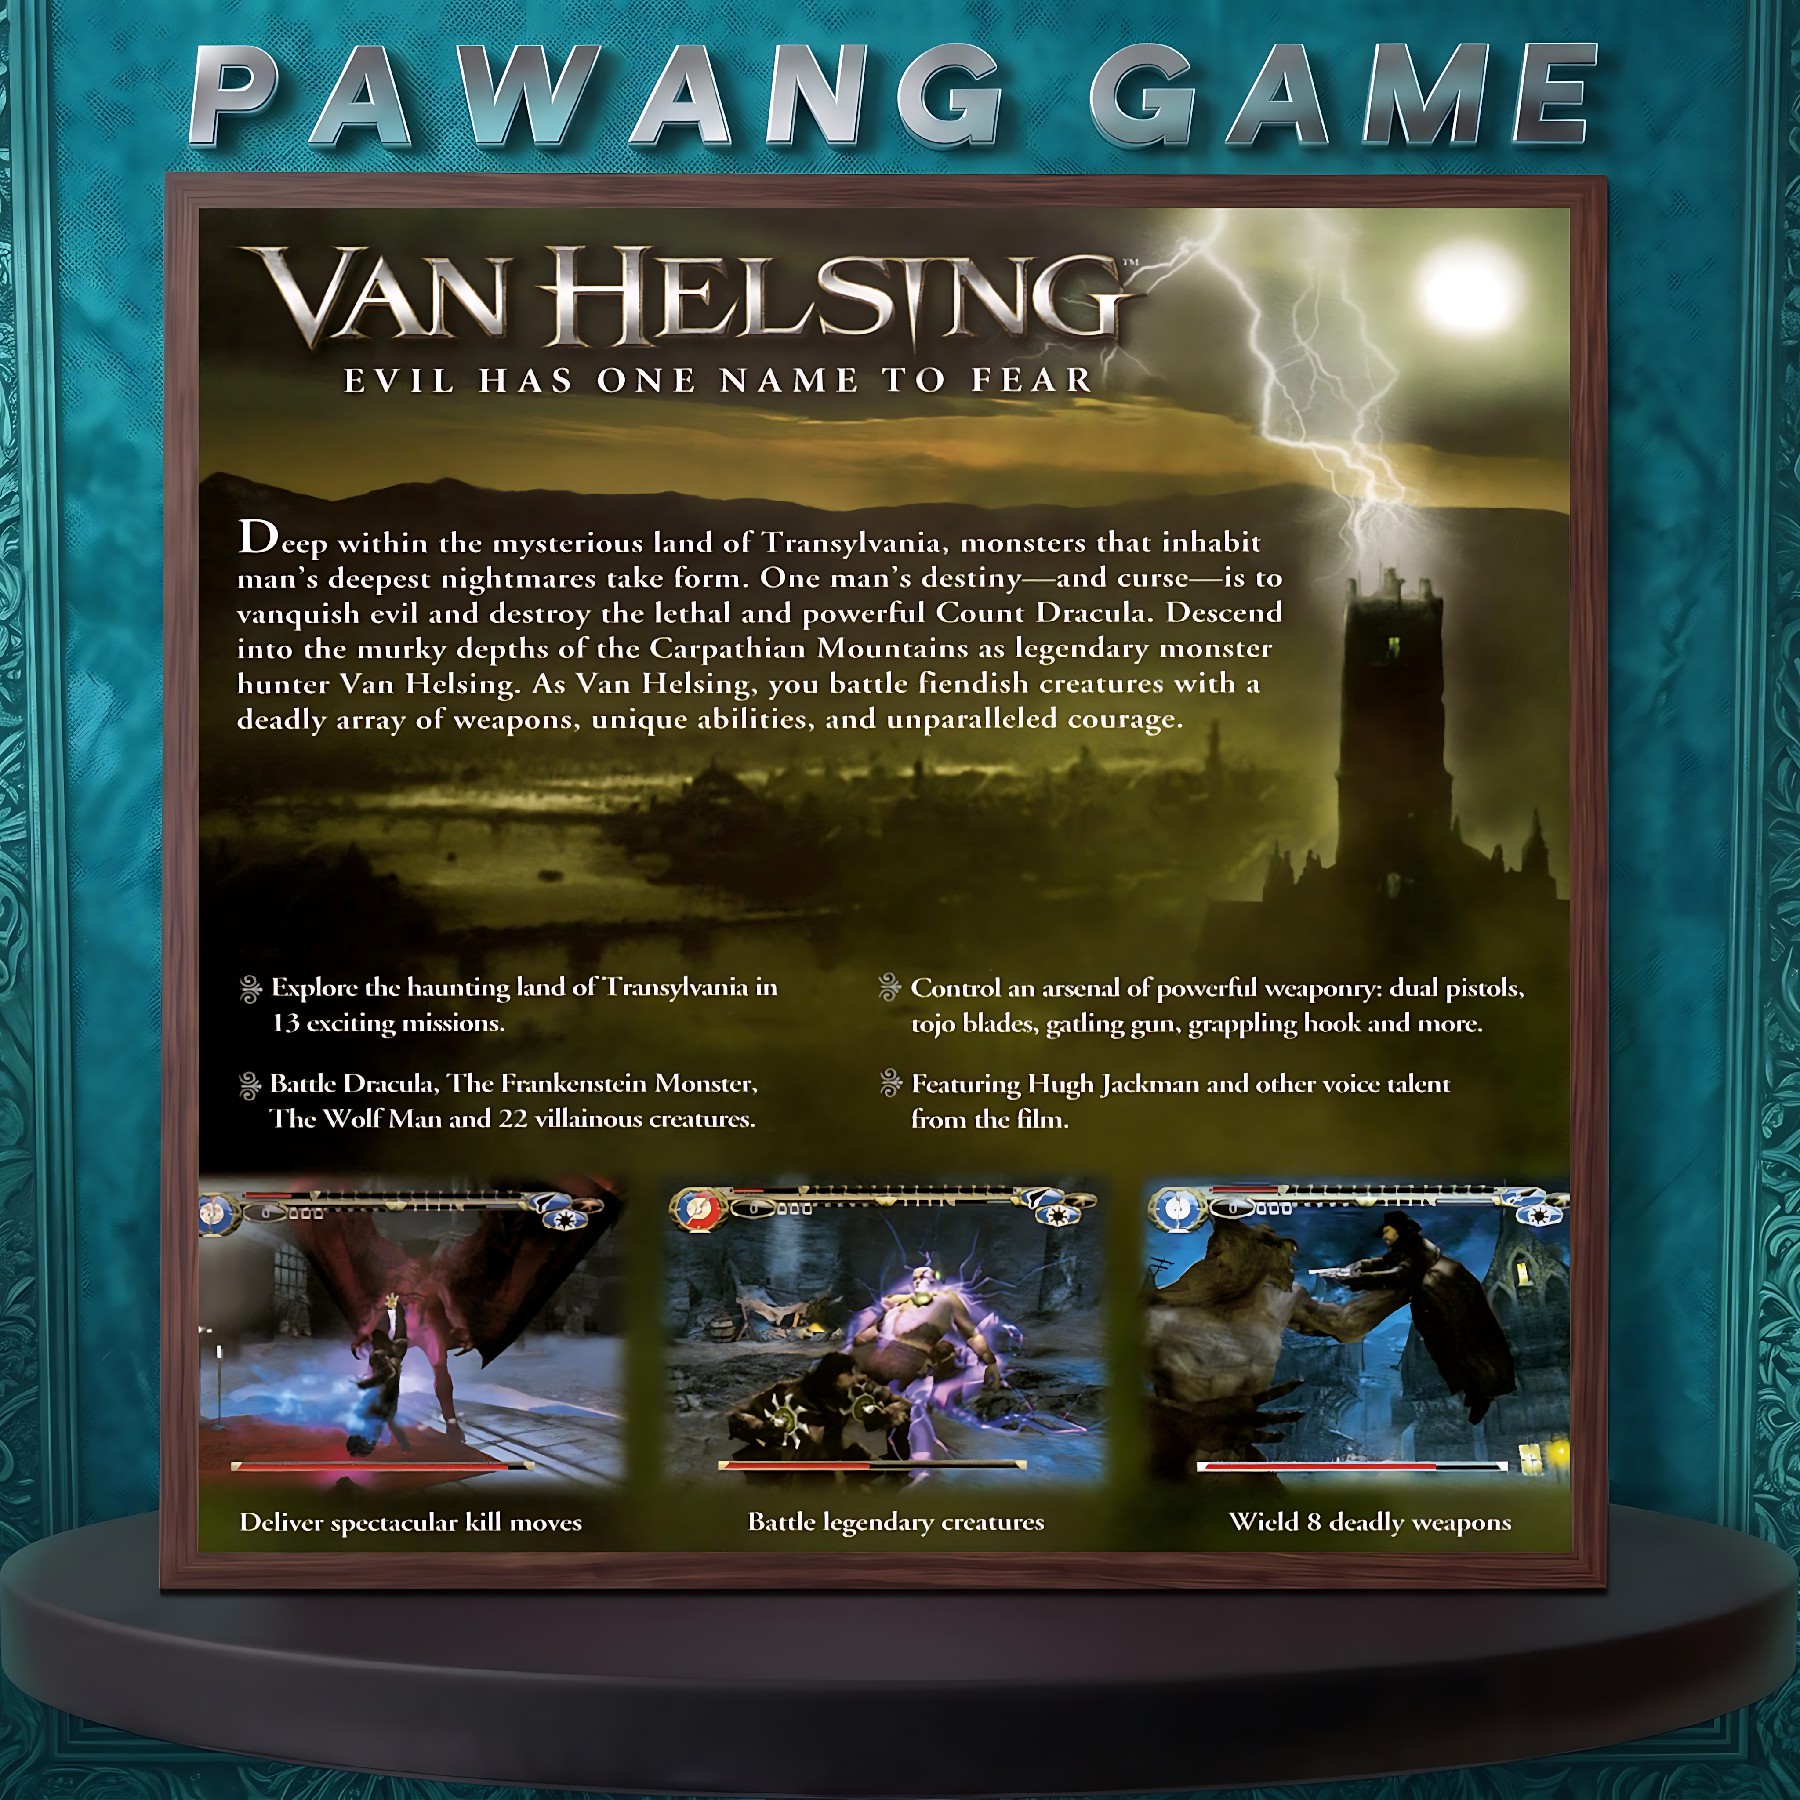 PAWANG GAME
VAN HELSING™
EVIL HAS ONE NAME TO FEAR
Deep within the mysterious land of Transylvania, monsters that inhabit
man's deepest nightmares take form. One man's destiny—and curse—is to
vanquish evil and destroy the lethal and powerful Count Dracula. Descend
into the murky depths of the Carpathian Mountains as legendary monster
hunter Van Helsing. As Van Helsing, you battle fiendish creatures with a
deadly array of weapons, unique abilities, and unparalleled courage.
Explore the haunting land of Transylvania in
13 exciting missions.
Battle Dracula, The Frankenstein Monster,
The Wolf Man and 22 villainous creatures.
Control an arsenal of powerful weaponry: dual pistols,
tojo blades, gatling gun, grappling hook and more.
Featuring Hugh Jackman and other voice talent
from the film.
Deliver spectacular kill moves
Battle legendary creatures
Wield 8 deadly weapons